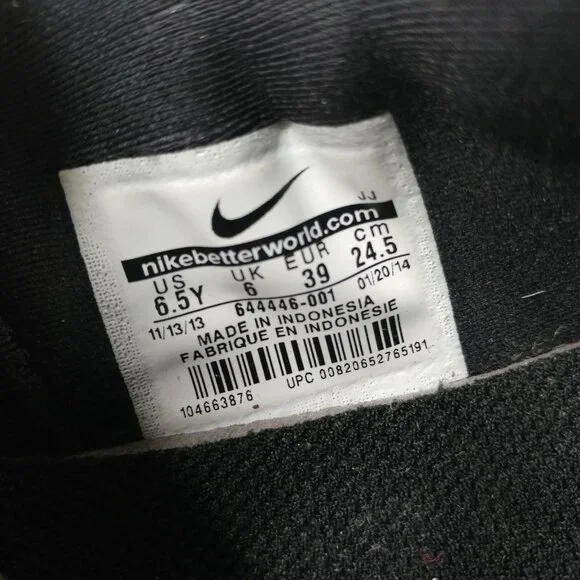 JJ
nikebetterworld.com
US UK EUR cm
6.5Y 6 39 24.5
11/13/13 644446-001 01/20/14
MADE IN INDONESIA
FABRIQUE EN INDONESIE
104663876 UPC 00820652765191